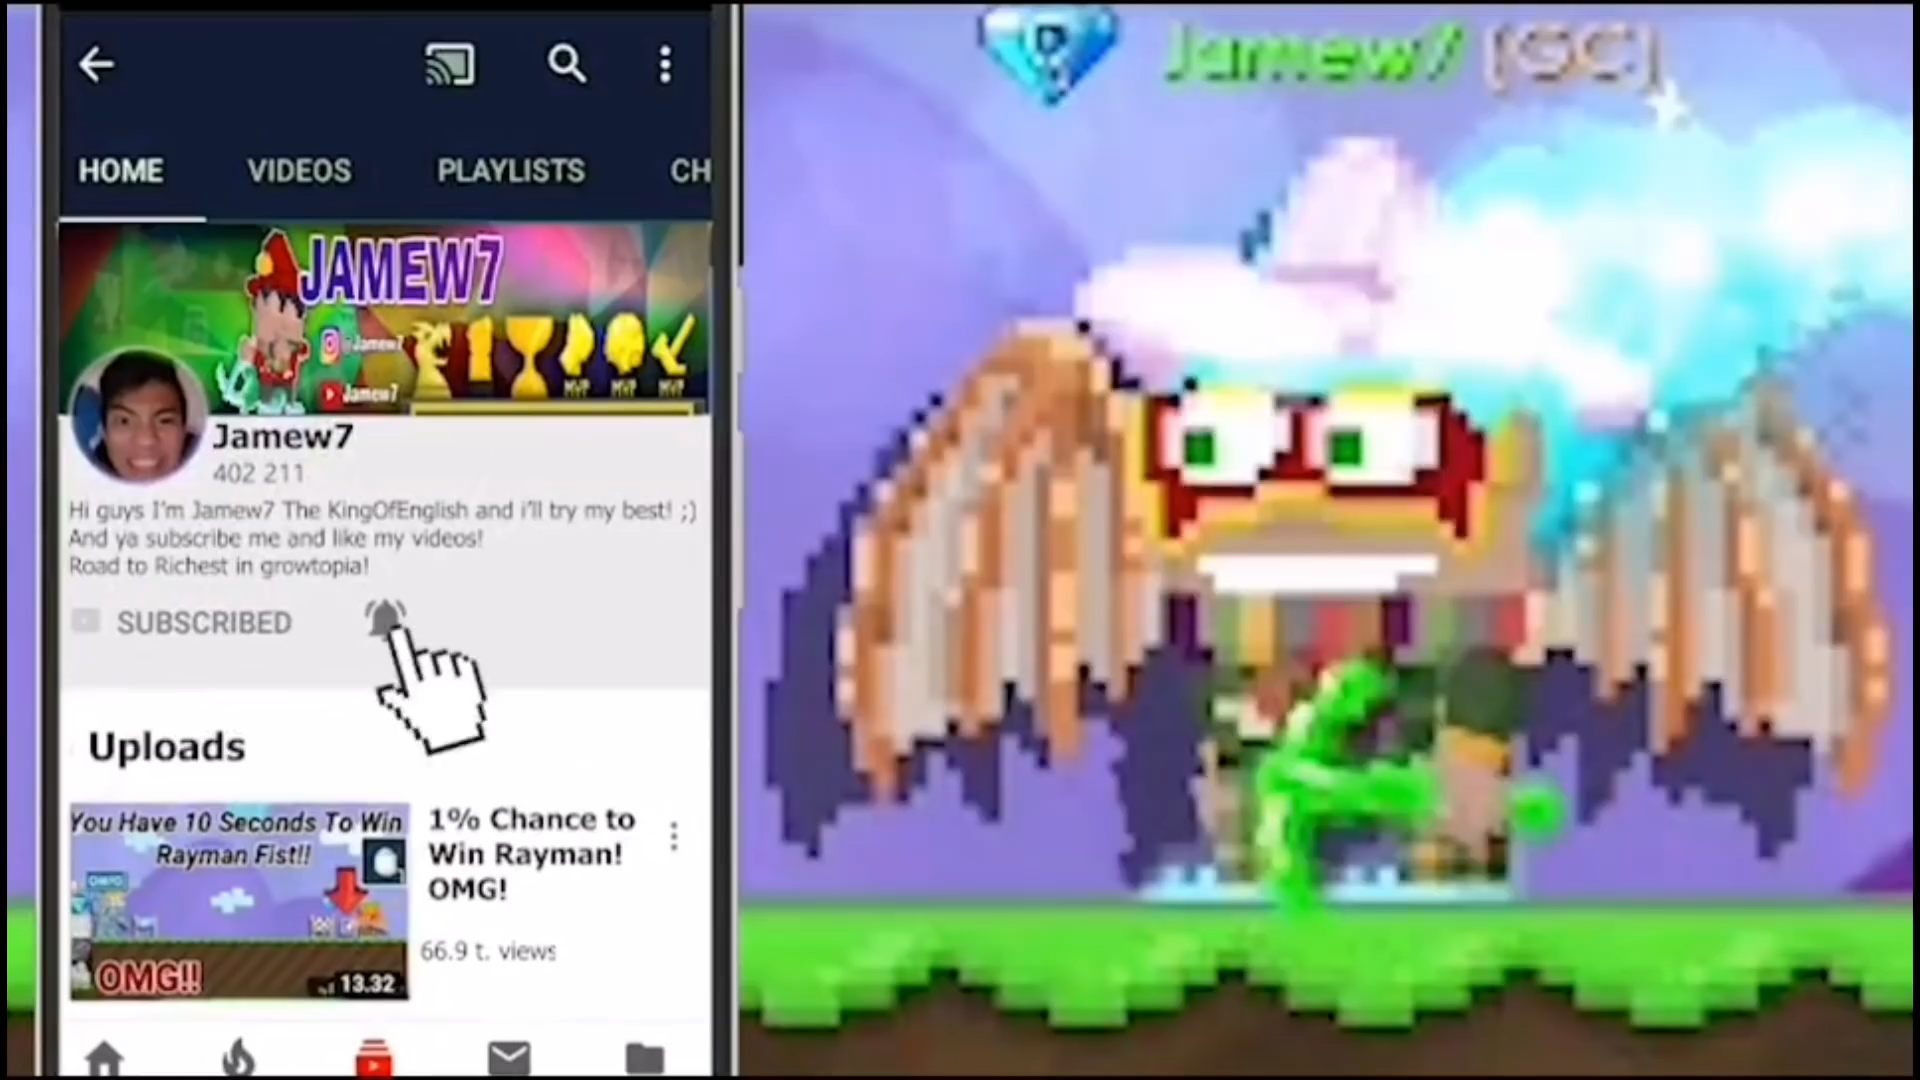 Jamew7 [GC]
HOME VIDEOS PLAYLISTS CH
JAMEW7
@Jamew7
Jamew7
MVP MVP MVP
Jamew7
402 211
Hi guys I'm Jamew7 The KingOfEnglish and i'll try my best! ;)
And ya subscribe me and like my videos!
Road to Richest in growtopia!
SUBSCRIBED
Uploads
You Have 10 Seconds To Win
Rayman Fist!!
OMG!!
13.32
1% Chance to
Win Rayman!
OMG!
66.9 t. views